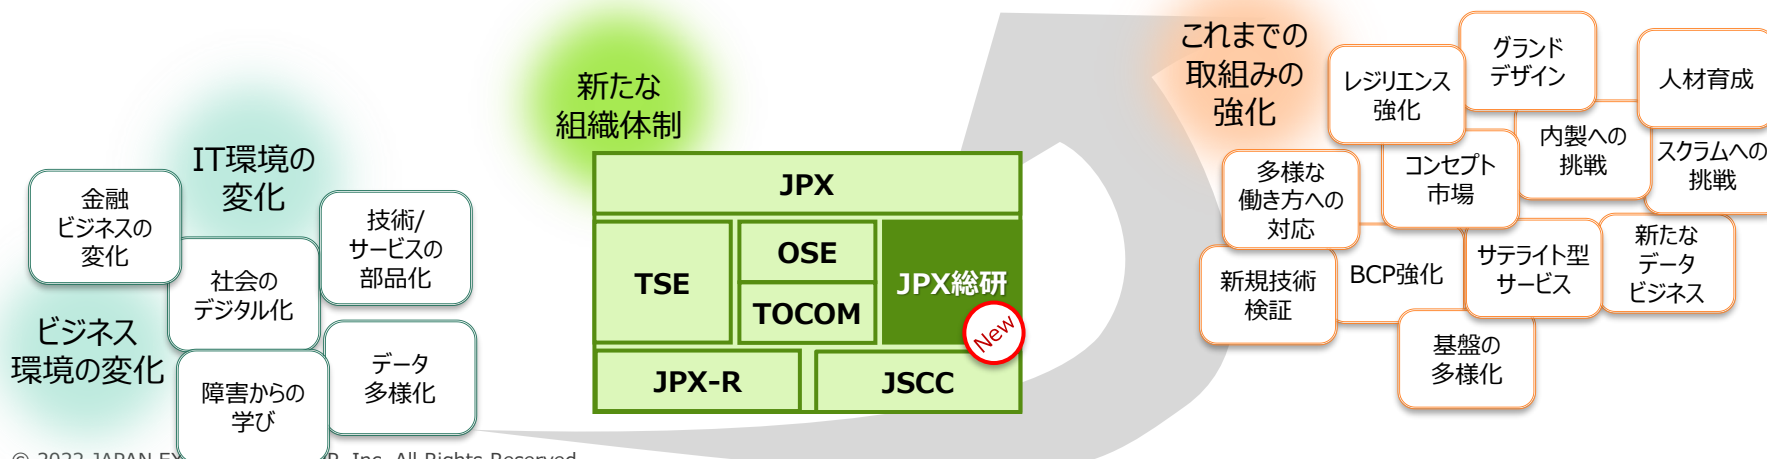 IT環境の
変化
金融
ビジネスの
変化
技術/
サービスの
部品化
社会の
デジタル化
ビジネス
環境の変化
データ
多様化
障害からの
学び
新たな
組織体制
JPX
TSE
OSE
TOCOM
JPX総研
New
JPX-R
JSCC
これまでの
取組みの
強化
レジリエンス
強化
グランド
デザイン
人材育成
内製への
挑戦
スクラムへの
挑戦
コンセプト
市場
多様な
働き方への
対応
新規技術
検証
BCP強化
サテライト型
サービス
新たな
データ
ビジネス
基盤の
多様化
© 2022 JAPAN Inc. All Rights Reserved